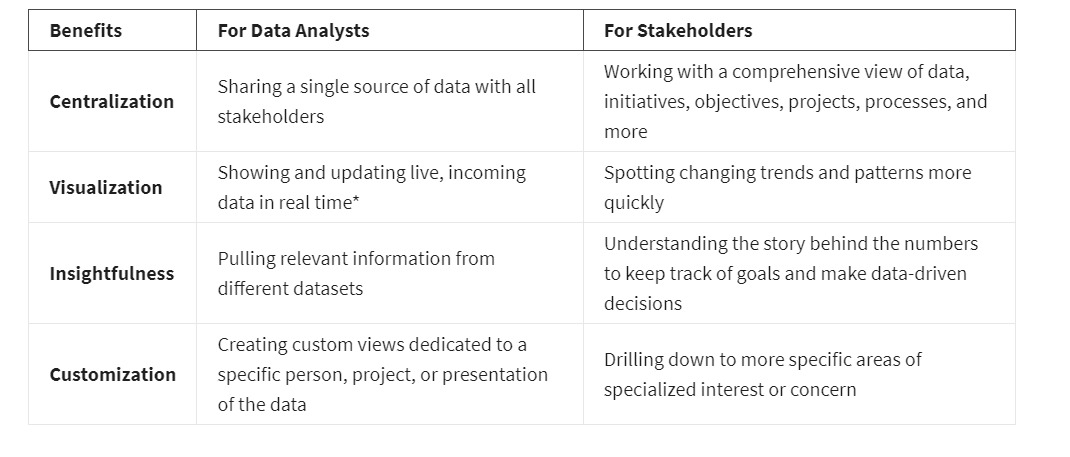 Benefits
For Data Analysts
For Stakeholders
Centralization
Sharing a single source of data with all
stakeholders
Working with a comprehensive view of data,
initiatives, objectives, projects, processes, and
more
Visualization
Showing and updating live, incoming
data in real time*
Spotting changing trends and patterns more
quickly
Insightfulness
Pulling relevant information from
different datasets
Understanding the story behind the numbers
to keep track of goals and make data-driven
decisions
Customization
Creating custom views dedicated to a
specific person, project, or presentation
of the data
Drilling down to more specific areas of
specialized interest or concern